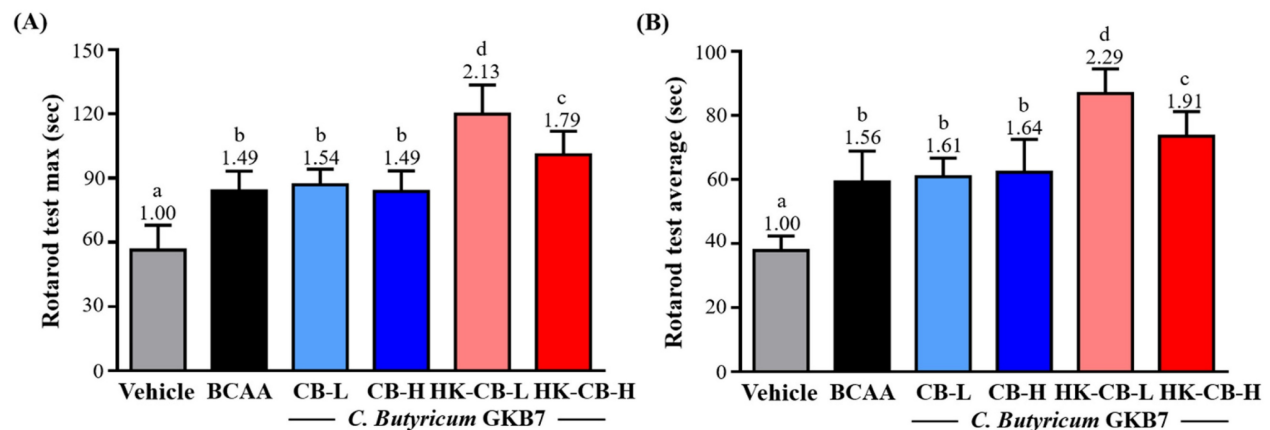 (A)
Rotarod test max (sec)
150
120
90
60
30
0
a
1.00
b
1.49
b
1.54
b
1.49
d
2.13
c
1.79
Vehicle BCAA CB-L CB-H HK-CB-L HK-CB-H
C. Butyricum GKB7
(B)
Rotarod test average (sec)
100
80
60
40
20
0
a
1.00
b
1.56
b
1.61
b
1.64
d
2.29
c
1.91
Vehicle BCAA CB-L CB-H HK-CB-L HK-CB-H
C. Butyricum GKB7